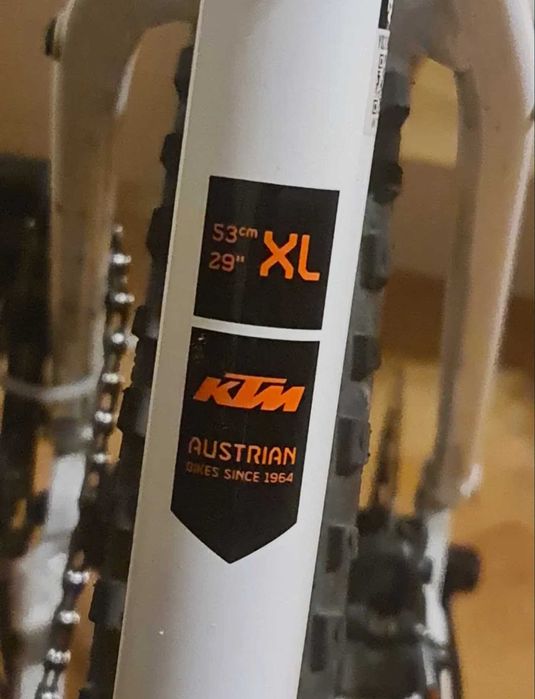 53cm
29"
XL
KTM
AUSTRIAN
BIKES SINCE 1964